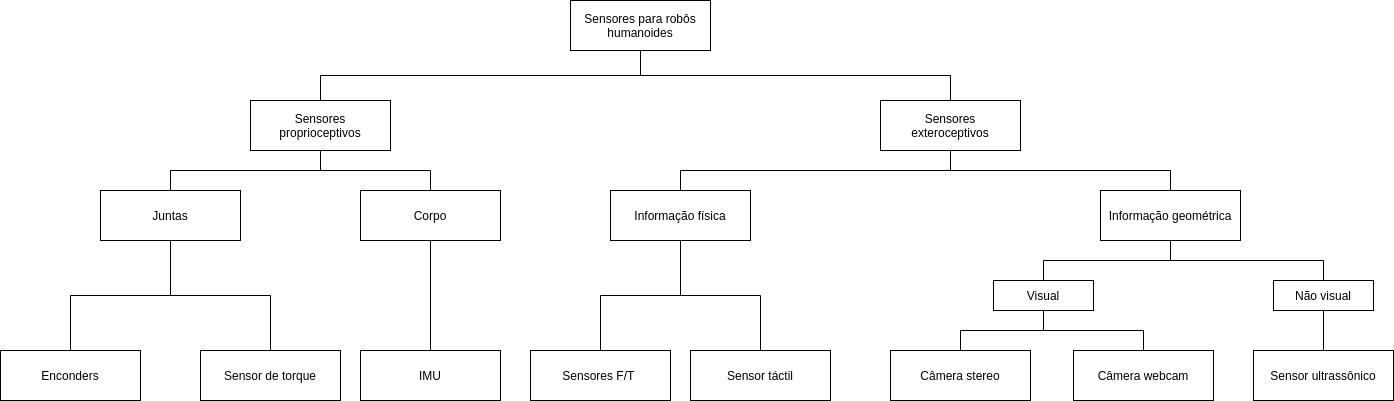 Sensores para robôs
humanoides
Sensores
proprioceptivos
Sensores
exteroceptivos
Juntas
Corpo
Informação física
Informação geométrica
Visual
Não visual
Enconders
Sensor de torque
IMU
Sensores F/T
Sensor táctil
Câmera stereo
Câmera webcam
Sensor ultrassônico